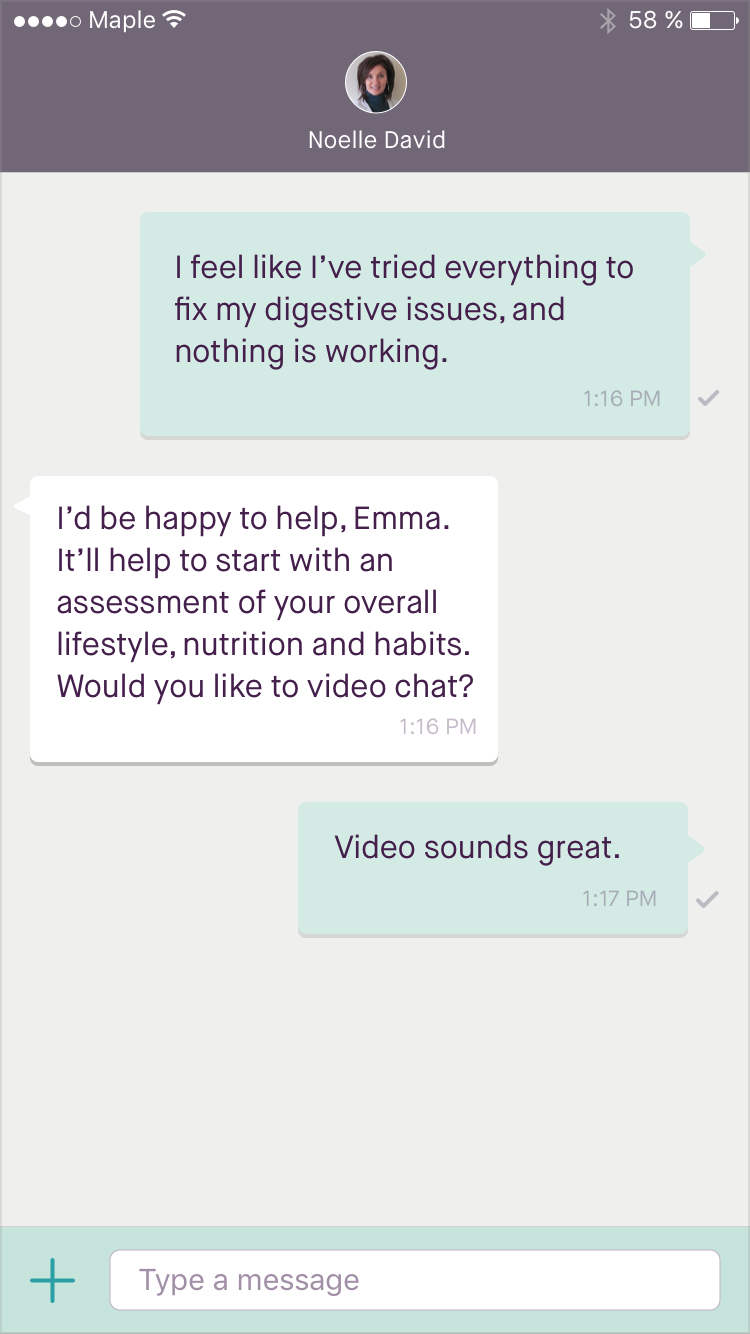 Maple 58 %
Noelle David
I feel like I’ve tried everything to
fix my digestive issues, and
nothing is working.
1:16 PM
I’d be happy to help, Emma.
It’ll help to start with an
assessment of your overall
lifestyle, nutrition and habits.
Would you like to video chat?
1:16 PM
Video sounds great.
1:17 PM
Type a message